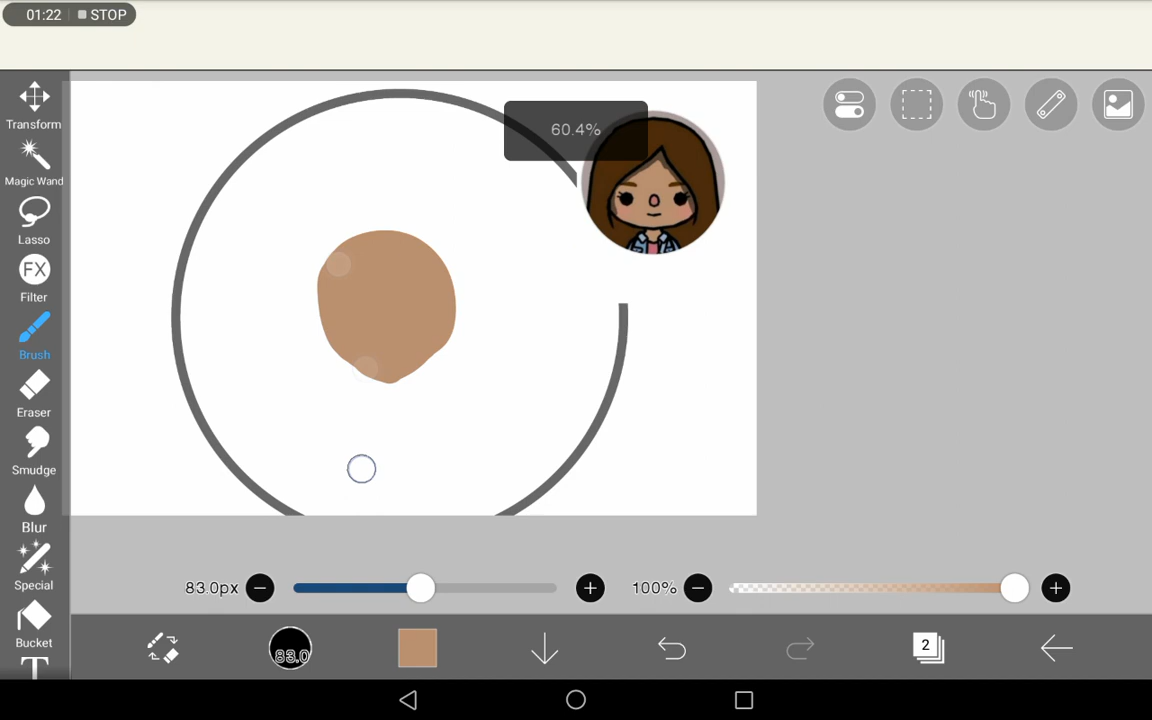 01:22 STOP
60.4%
Transform
Magic Wand
Lasso
FX
Filter
Brush
Eraser
Smudge
Blur
Special
Bucket
T
83.0px
100%
83.0
2